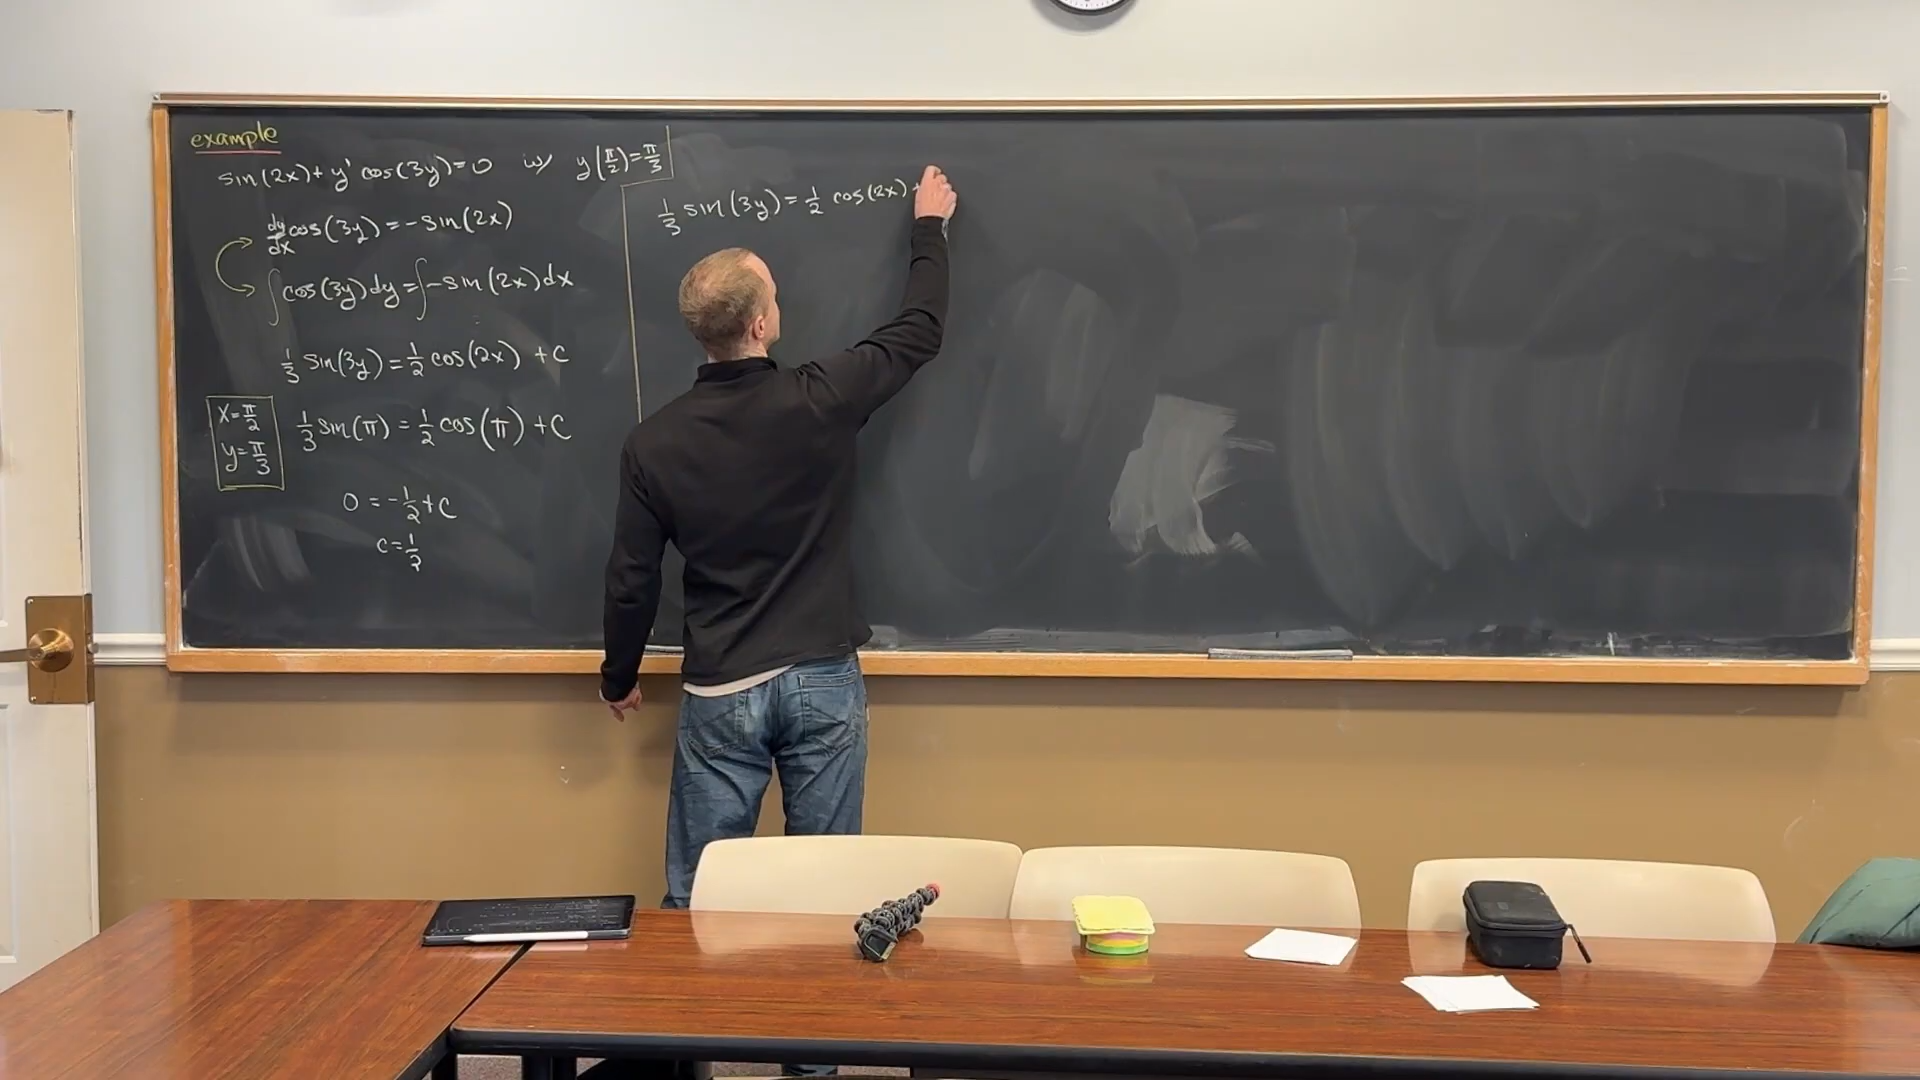 example
sin(2x)+y' cos(3y)=0 w/ y(π/2)=π/3
dy/dx cos(3y)=-sin(2x)
∫cos(3y)dy=∫-sin(2x)dx
1/3 sin(3y)=1/2 cos(2x) +C
x=π/2
y=π/3
1/3 sin(π)=1/2 cos(π)+C
0=-1/2+C
C=1/2
1/3 sin(3y)=1/2 cos(2x)+